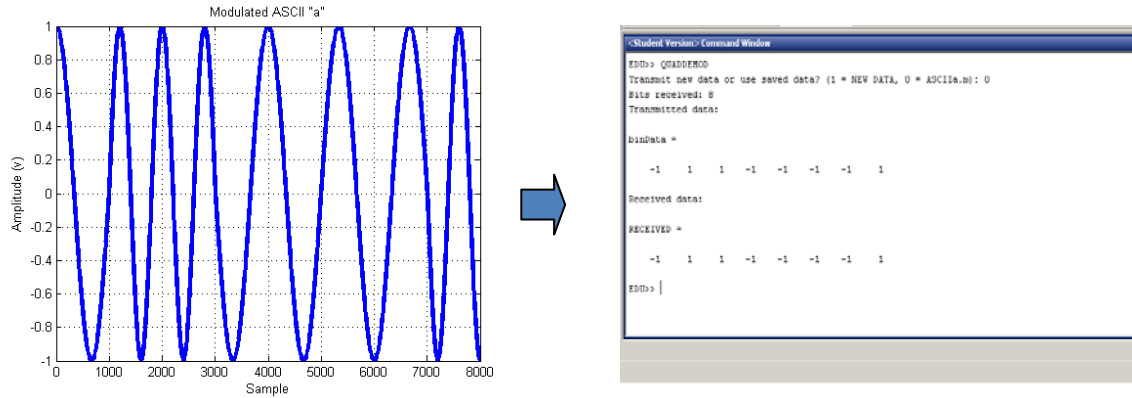 Modulated ASCII "a"
1
0.8
0.6
0.4
0.2
0
-0.2
-0.4
-0.6
-0.8
-1
Amplitude (v)
0 1000 2000 3000 4000 5000 6000 7000 8000
Sample
<Student Version> Command Window
EDU>> QUADDEMOD
Transmit new data or use saved data? (1 = NEW DATA, 0 = ASCIIa.m): 0
Bits received: 8
Transmitted data:
binData =
-1 1 1 -1 -1 -1 -1 1
Received data:
RECEIVED =
-1 1 1 -1 -1 -1 -1 1
EDU>>